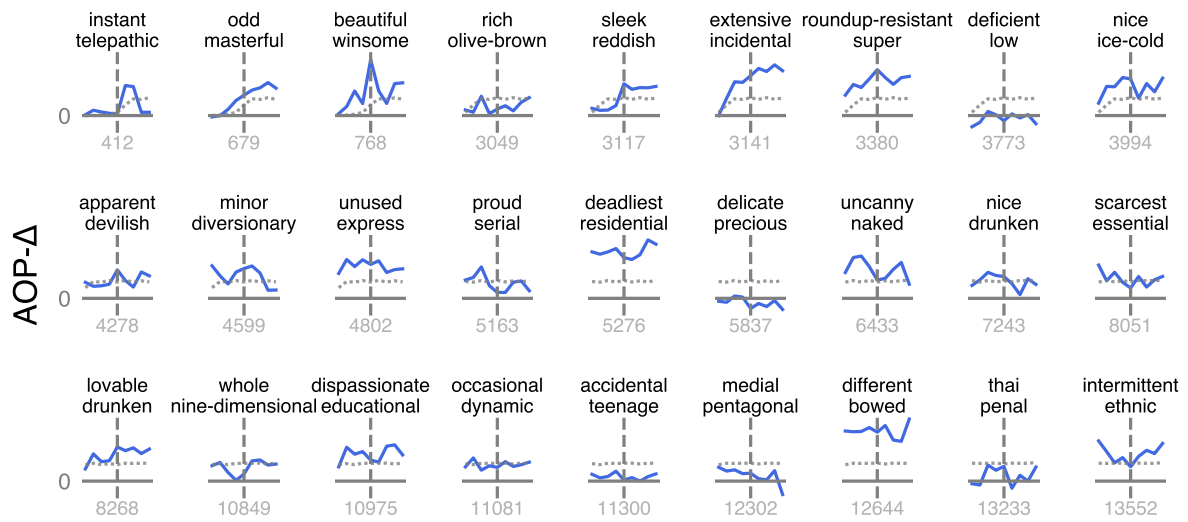 instant odd beautiful rich sleek extensive roundup-resistant deficient nice
telepathic masterful winsome olive-brown reddish incidental super low ice-cold
0
412 679 768 3049 3117 3141 3380 3773 3994
apparent minor unused proud deadliest delicate uncanny nice scarcest
devilish diversionary express serial residential precious naked drunken essential
AOP-Δ
0
4278 4599 4802 5163 5276 5837 6433 7243 8051
lovable whole dispassionate occasional accidental medial different thai intermittent
drunken nine-dimensional educational dynamic teenage pentagonal bowed penal ethnic
0
8268 10849 10975 11081 11300 12302 12644 13233 13552